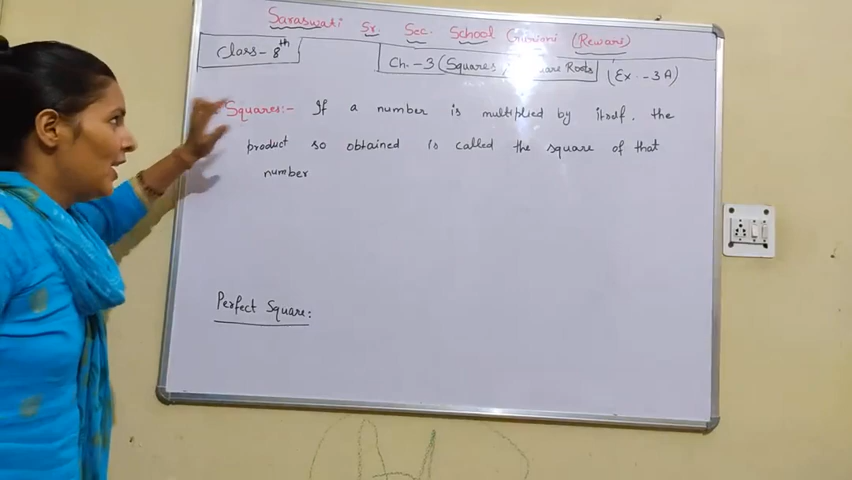 Saraswati Sr. Sec. School (Rewari)
Class - 8th
Ch. - 3 (Squares, Square Roots) (Ex. - 3A)
Squares:- If a number is multiplied by itself. the
product so obtained is called the square of that
number
Perfect Square: